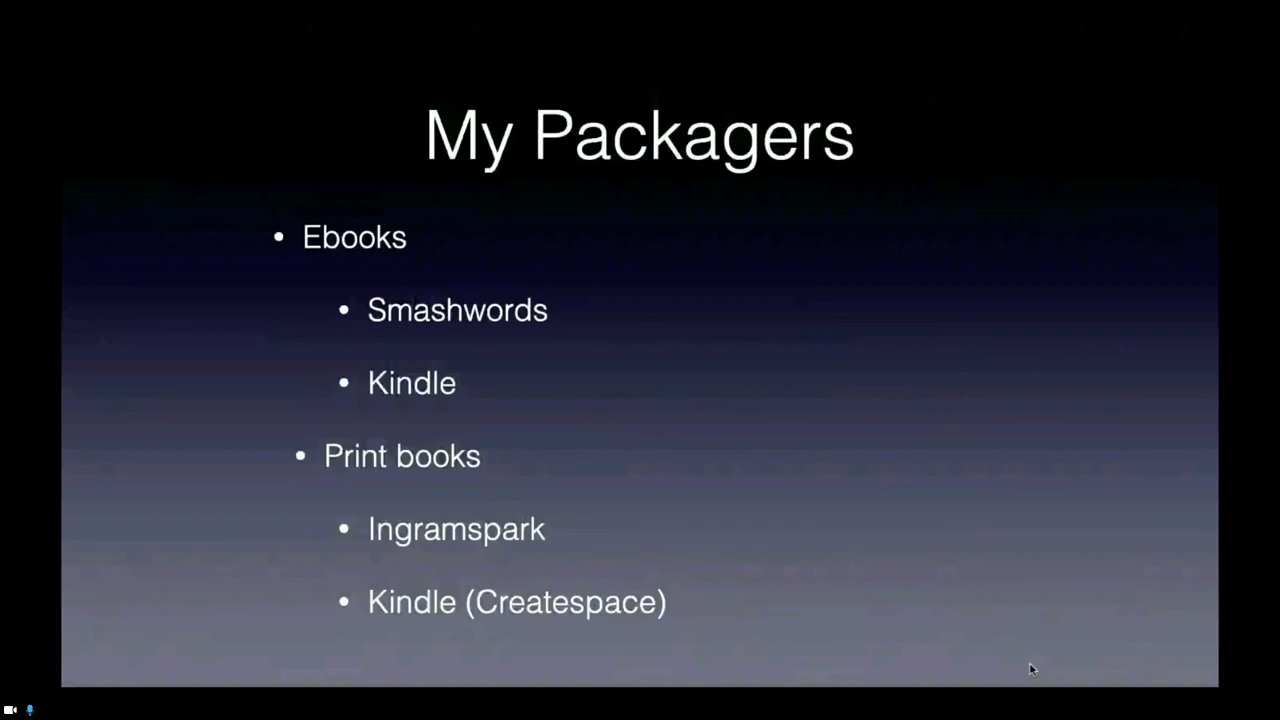 My Packagers
• Ebooks
• Smashwords
• Kindle
• Print books
• Ingramspark
• Kindle (Createspace)